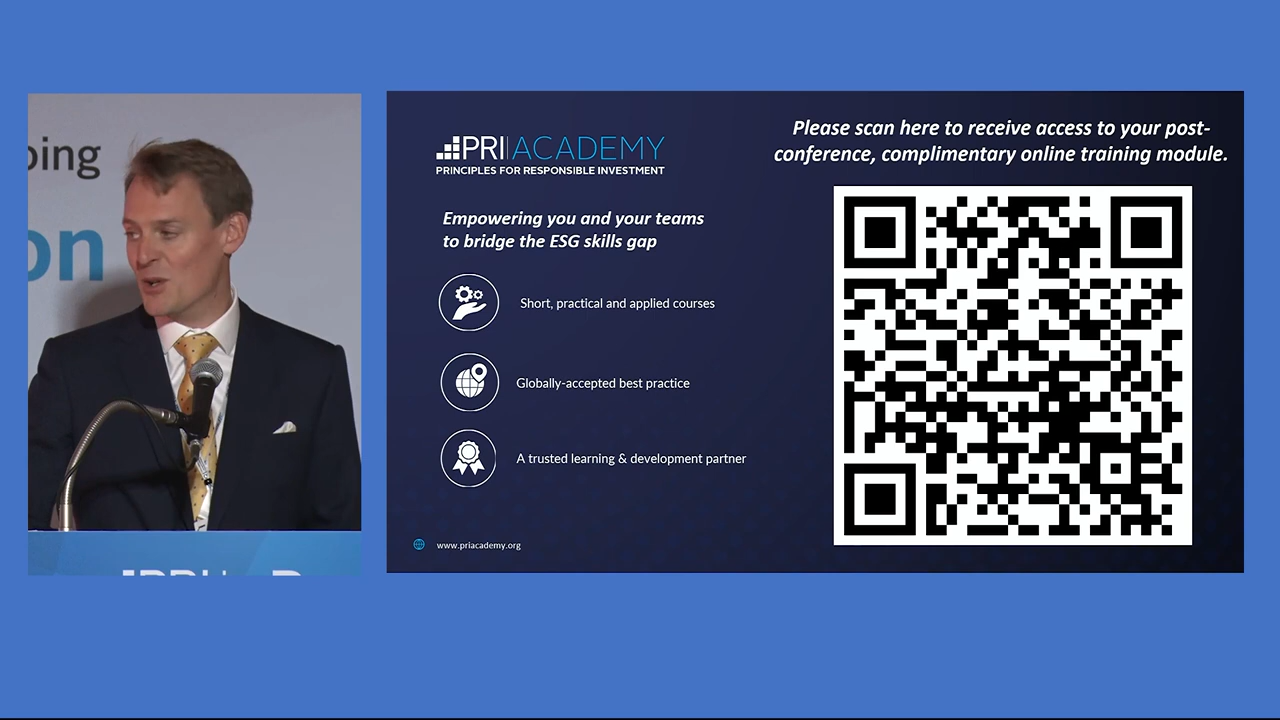 on
PRI ACADEMY
PRINCIPLES FOR RESPONSIBLE INVESTMENT
Empowering you and your teams
to bridge the ESG skills gap
Short, practical and applied courses
Globally-accepted best practice
A trusted learning & development partner
www.priacademy.org
Please scan here to receive access to your post-
conference, complimentary online training module.